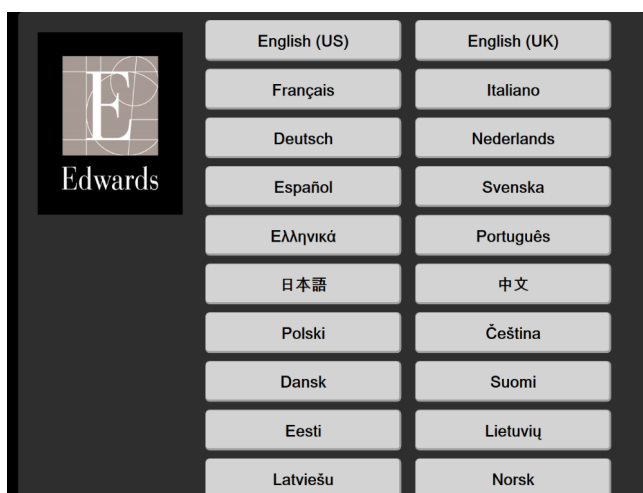 E
Edwards
English (US) English (UK)
Français Italiano
Deutsch Nederlands
Español Svenska
Ελληνικά Português
日本語 中文
Polski Čeština
Dansk Suomi
Eesti Lietuvių
Latviešu Norsk